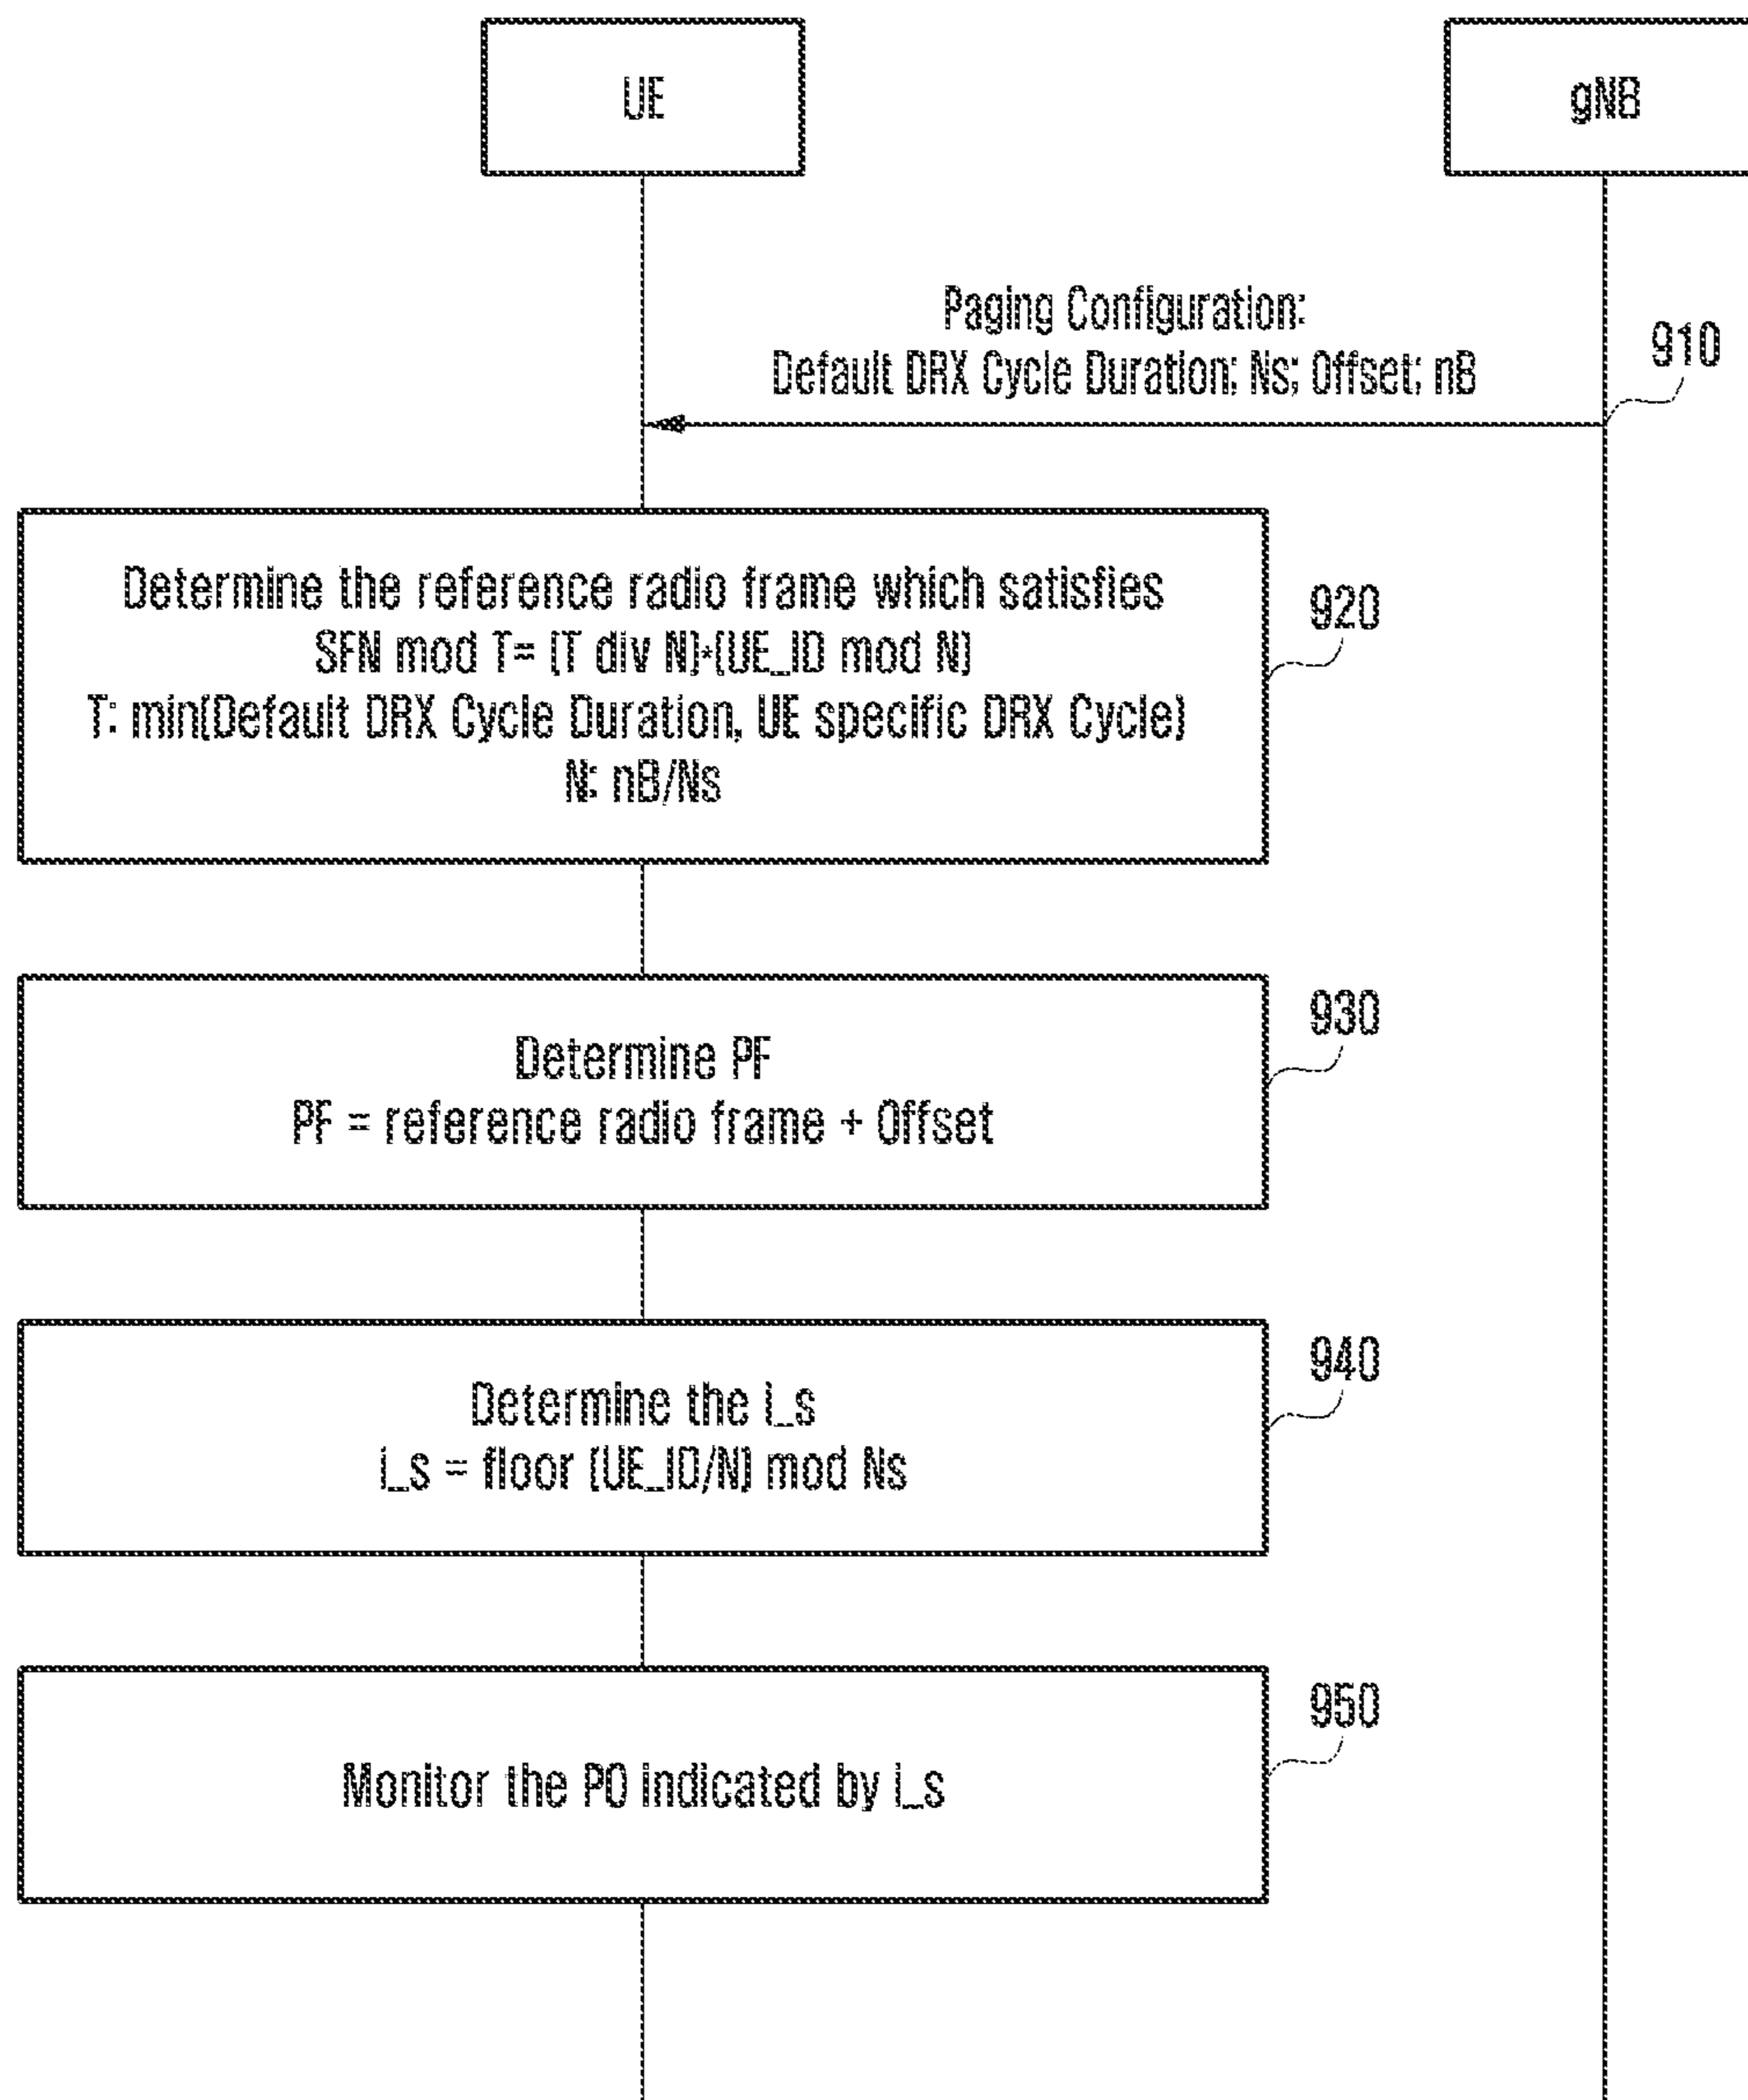 UE
gNB
Paging Configuration:
Default DRX Cycle Duration; Ns; Offset; nB
910
Determine the reference radio frame which satisfies
SFN mod T= (T div N)*(UE_ID mod N)
T: min(Default DRX Cycle Duration, UE specific DRX Cycle)
N: nB/Ns
920
Determine PF
PF = reference radio frame + Offset
930
Determine the i_s
i_s = floor (UE_ID/N) mod Ns
940
Monitor the PO indicated by i_s
950